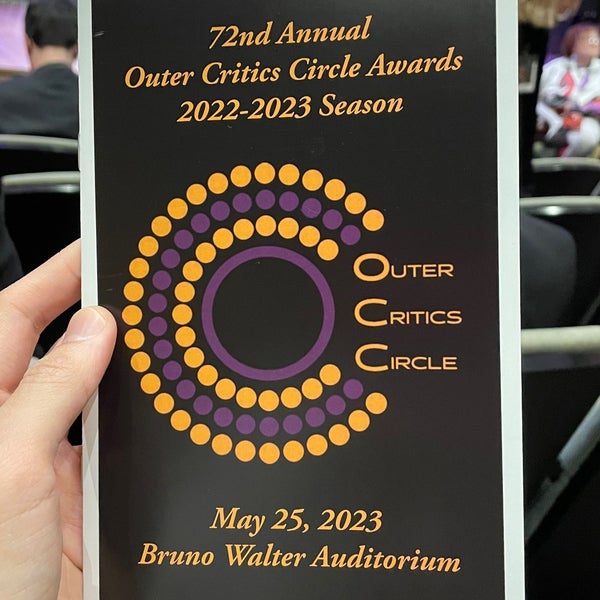 72nd Annual
Outer Critics Circle Awards
2022-2023 Season
OUTER
CRITICS
CIRCLE
May 25, 2023
Bruno Walter Auditorium